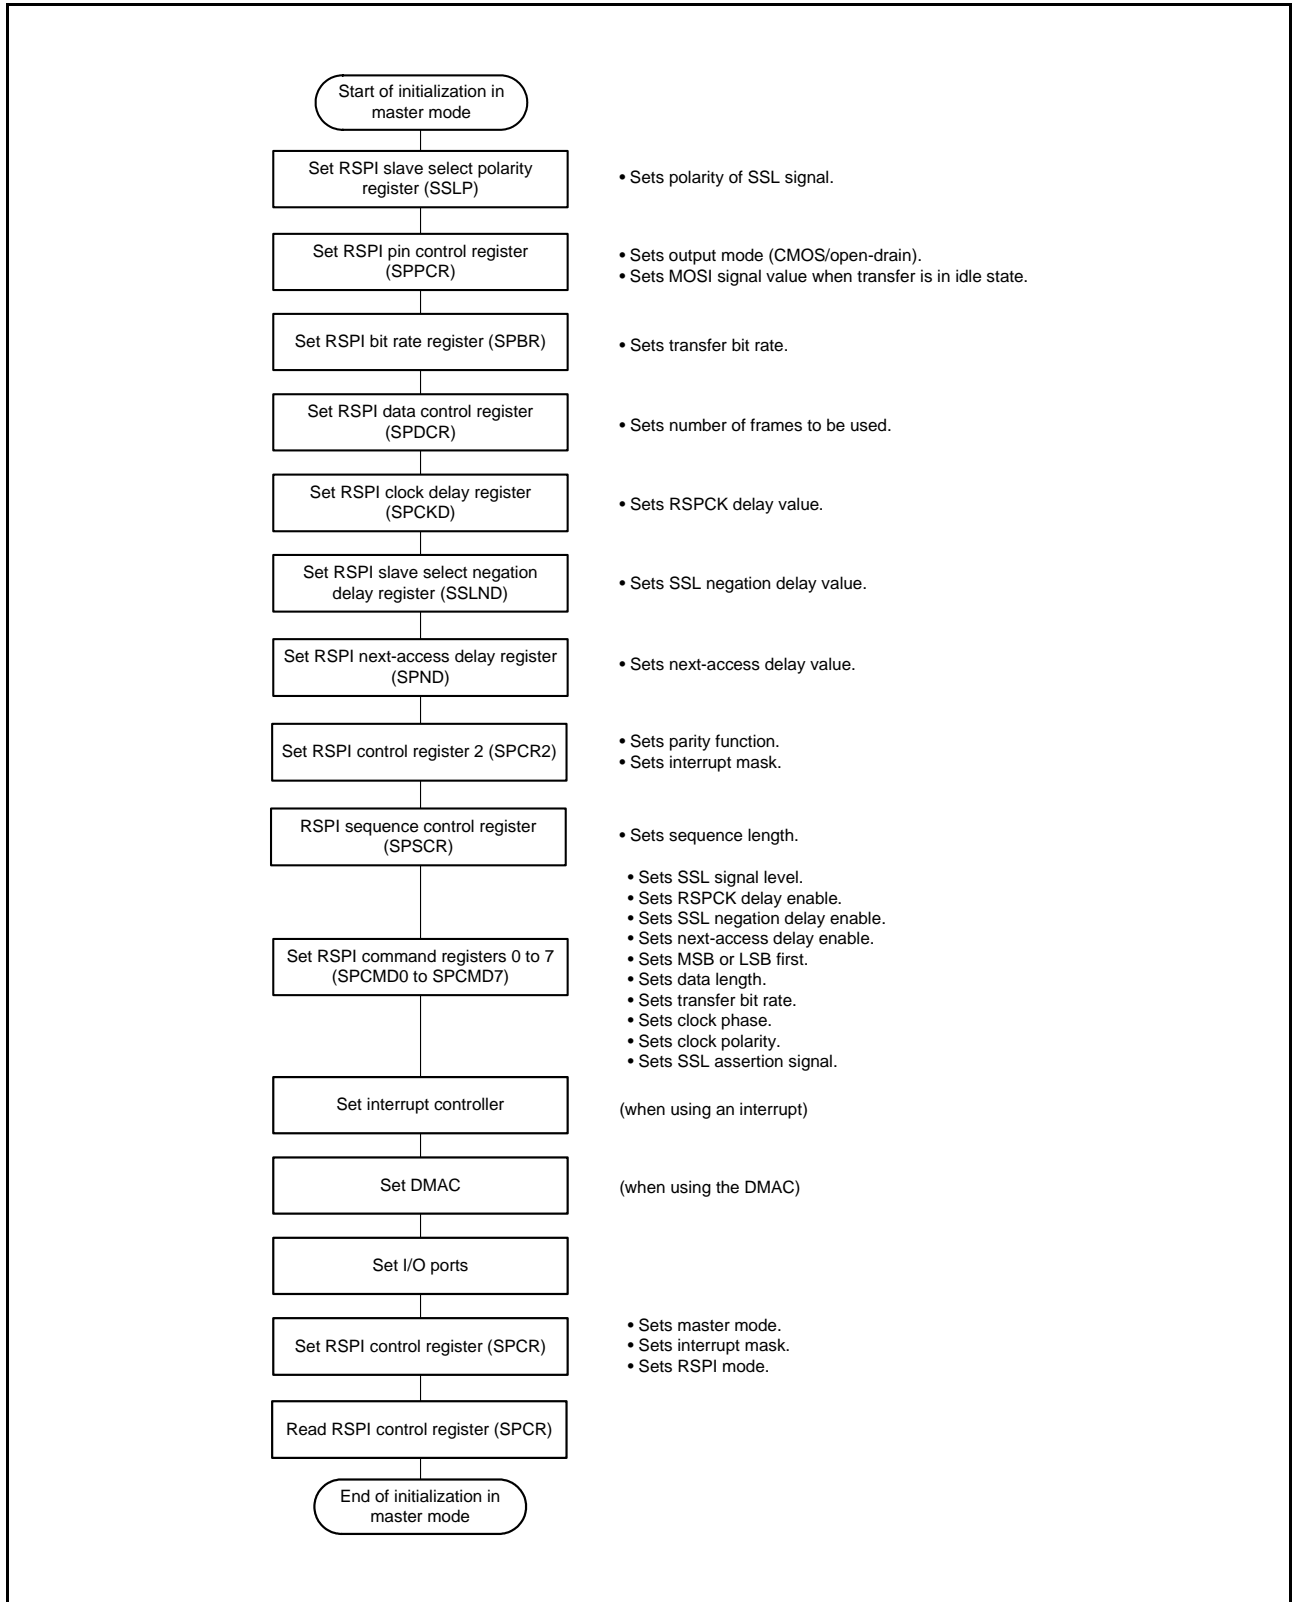 Start of initialization in
master mode
Set RSPI slave select polarity
register (SSLP)
• Sets polarity of SSL signal.
Set RSPI pin control register
(SPPCR)
• Sets output mode (CMOS/open-drain).
• Sets MOSI signal value when transfer is in idle state.
Set RSPI bit rate register (SPBR)
• Sets transfer bit rate.
Set RSPI data control register
(SPDCR)
• Sets number of frames to be used.
Set RSPI clock delay register
(SPCKD)
• Sets RSPCK delay value.
Set RSPI slave select negation
delay register (SSLND)
• Sets SSL negation delay value.
Set RSPI next-access delay register
(SPND)
• Sets next-access delay value.
Set RSPI control register 2 (SPCR2)
• Sets parity function.
• Sets interrupt mask.
RSPI sequence control register
(SPSCR)
• Sets sequence length.
Set RSPI command registers 0 to 7
(SPCMD0 to SPCMD7)
• Sets SSL signal level.
• Sets RSPCK delay enable.
• Sets SSL negation delay enable.
• Sets next-access delay enable.
• Sets MSB or LSB first.
• Sets data length.
• Sets transfer bit rate.
• Sets clock phase.
• Sets clock polarity.
• Sets SSL assertion signal.
Set interrupt controller
(when using an interrupt)
Set DMAC
(when using the DMAC)
Set I/O ports
Set RSPI control register (SPCR)
• Sets master mode.
• Sets interrupt mask.
• Sets RSPI mode.
Read RSPI control register (SPCR)
End of initialization in
master mode